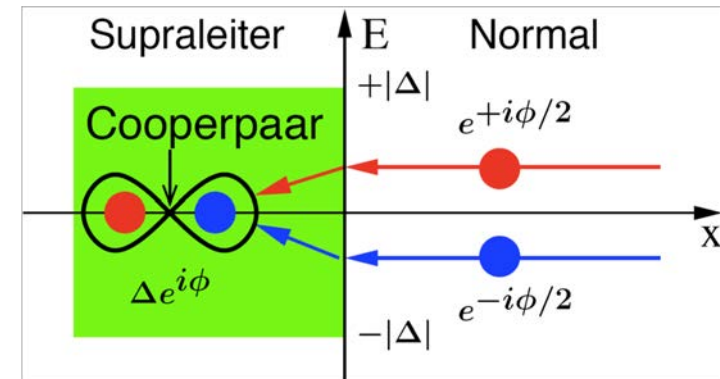 Supraleiter
E
Normal
+|Δ|
Cooperpaar
e^{+iϕ/2}
x
Δe^{iϕ}
e^{-iϕ/2}
−|Δ|